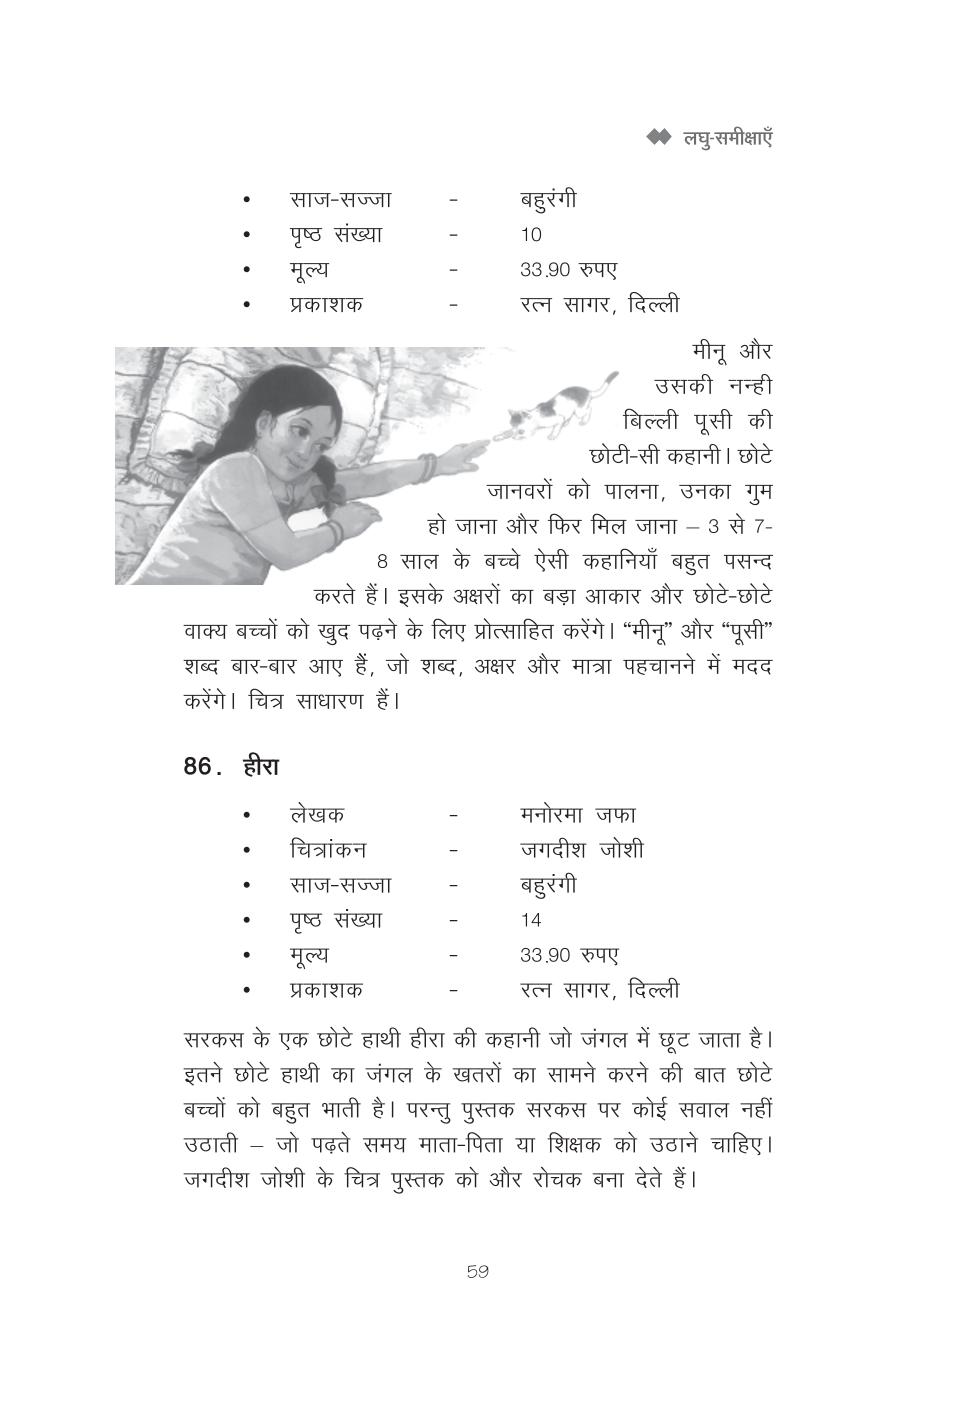 लघु-समीक्षाएँ
• साज-सज्जा - बहुरंगी
• पृष्ठ संख्या - 10
• मूल्य - 33.90 रुपए
• प्रकाशक - रत्न सागर, दिल्ली
मीनू और
उसकी नन्ही
बिल्ली पूसी की
छोटी-सी कहानी। छोटे
जानवरों को पालना, उनका गुम
हो जाना और फिर मिल जाना – 3 से 7-
8 साल के बच्चे ऐसी कहानियाँ बहुत पसन्द
करते हैं। इसके अक्षरों का बड़ा आकार और छोटे-छोटे
वाक्य बच्चों को खुद पढ़ने के लिए प्रोत्साहित करेंगे। “मीनू” और “पूसी”
शब्द बार-बार आए हैं, जो शब्द, अक्षर और मात्रा पहचानने में मदद
करेंगे। चित्र साधारण हैं।
86. हीरा
• लेखक - मनोरमा जफा
• चित्रांकन - जगदीश जोशी
• साज-सज्जा - बहुरंगी
• पृष्ठ संख्या - 14
• मूल्य - 33.90 रुपए
• प्रकाशक - रत्न सागर, दिल्ली
सरकस के एक छोटे हाथी हीरा की कहानी जो जंगल में छूट जाता है।
इतने छोटे हाथी का जंगल के खतरों का सामने करने की बात छोटे
बच्चों को बहुत भाती है। परन्तु पुस्तक सरकस पर कोई सवाल नहीं
उठाती – जो पढ़ते समय माता-पिता या शिक्षक को उठाने चाहिए।
जगदीश जोशी के चित्र पुस्तक को और रोचक बना देते हैं।
59